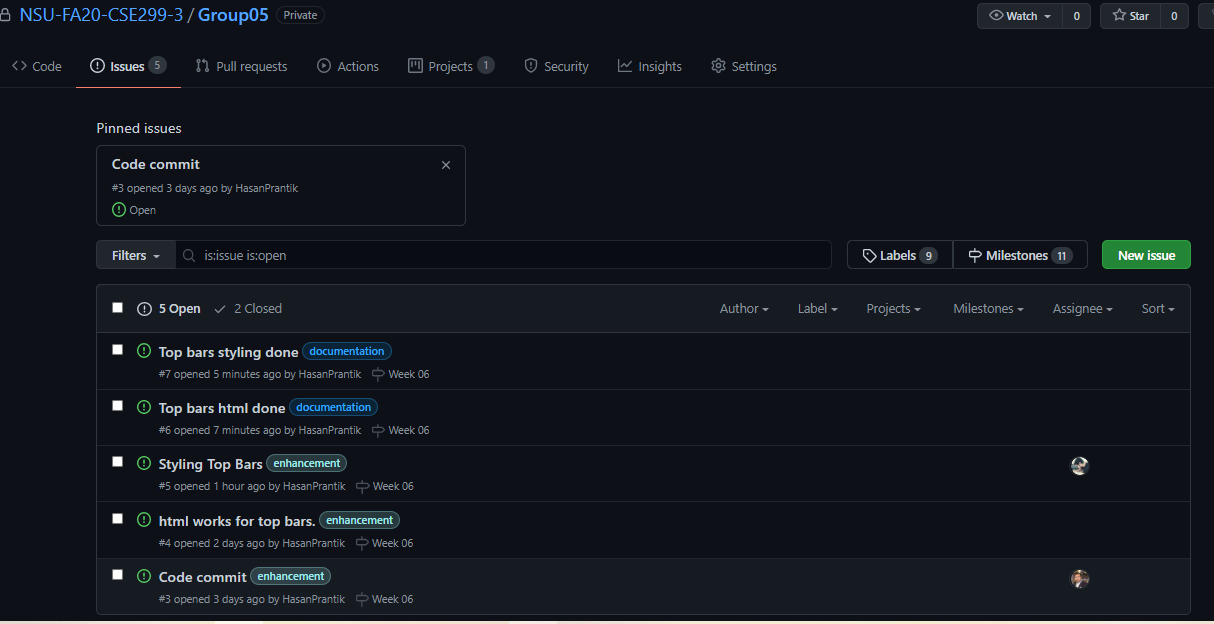 NSU-FA20-CSE299-3 / Group05 Private
Watch 0 Star 0
Code Issues 5 Pull requests Actions Projects 1 Security Insights Settings
Pinned issues
Code commit
#3 opened 3 days ago by HasanPrantik
Open
Filters is:issue is:open Labels 9 Milestones 11 New issue
5 Open 2 Closed Author Label Projects Milestones Assignee Sort
Top bars styling done documentation
#7 opened 5 minutes ago by HasanPrantik Week 06
Top bars html done documentation
#6 opened 7 minutes ago by HasanPrantik Week 06
Styling Top Bars enhancement
#5 opened 1 hour ago by HasanPrantik Week 06
html works for top bars. enhancement
#4 opened 2 days ago by HasanPrantik Week 06
Code commit enhancement
#3 opened 3 days ago by HasanPrantik Week 06